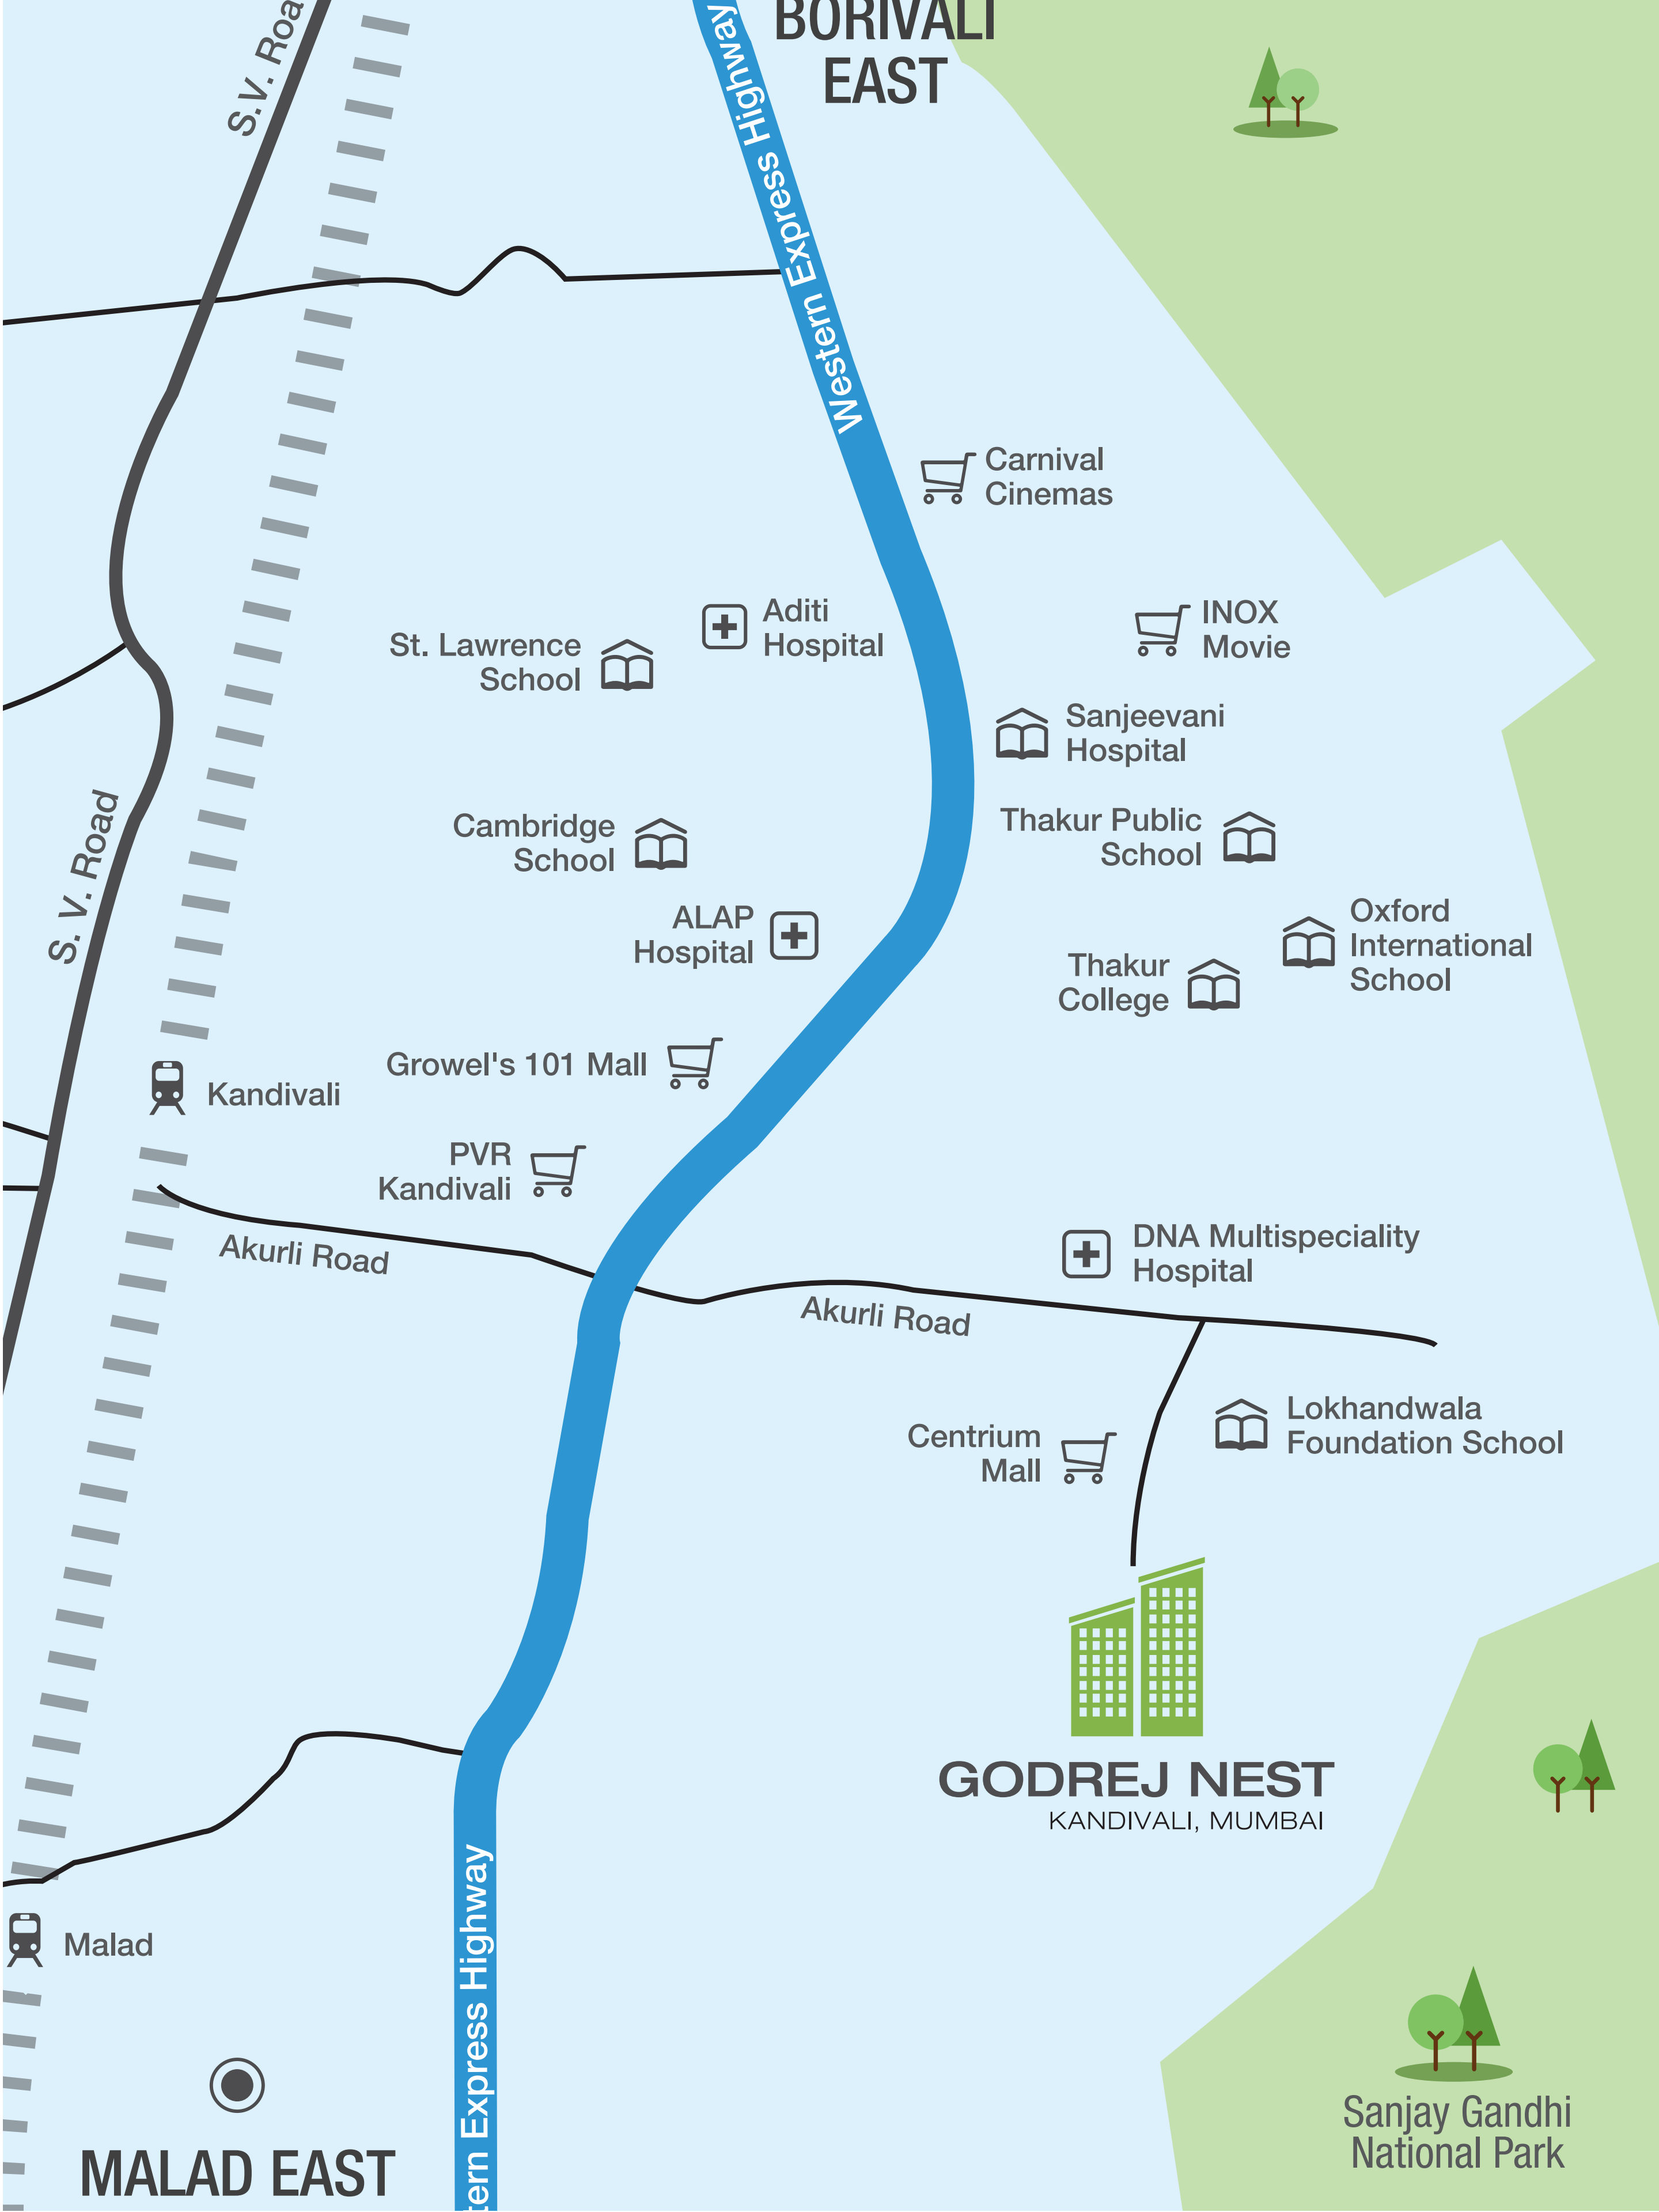 BORIVALI
EAST
S.V. Roa
Western Express Highway
Carnival
Cinemas
Aditi
Hospital
INOX
Movie
St. Lawrence
School
Sanjeevani
Hospital
Cambridge
School
Thakur Public
School
S. V. Road
ALAP
Hospital
Oxford
International
School
Thakur
College
Growel's 101 Mall
Kandivali
PVR
Kandivali
Akurli Road
DNA Multispeciality
Hospital
Akurli Road
Lokhandwala
Foundation School
Centrium
Mall
GODREJ NEST
KANDIVALI, MUMBAI
tern Express Highway
Malad
MALAD EAST
Sanjay Gandhi
National Park